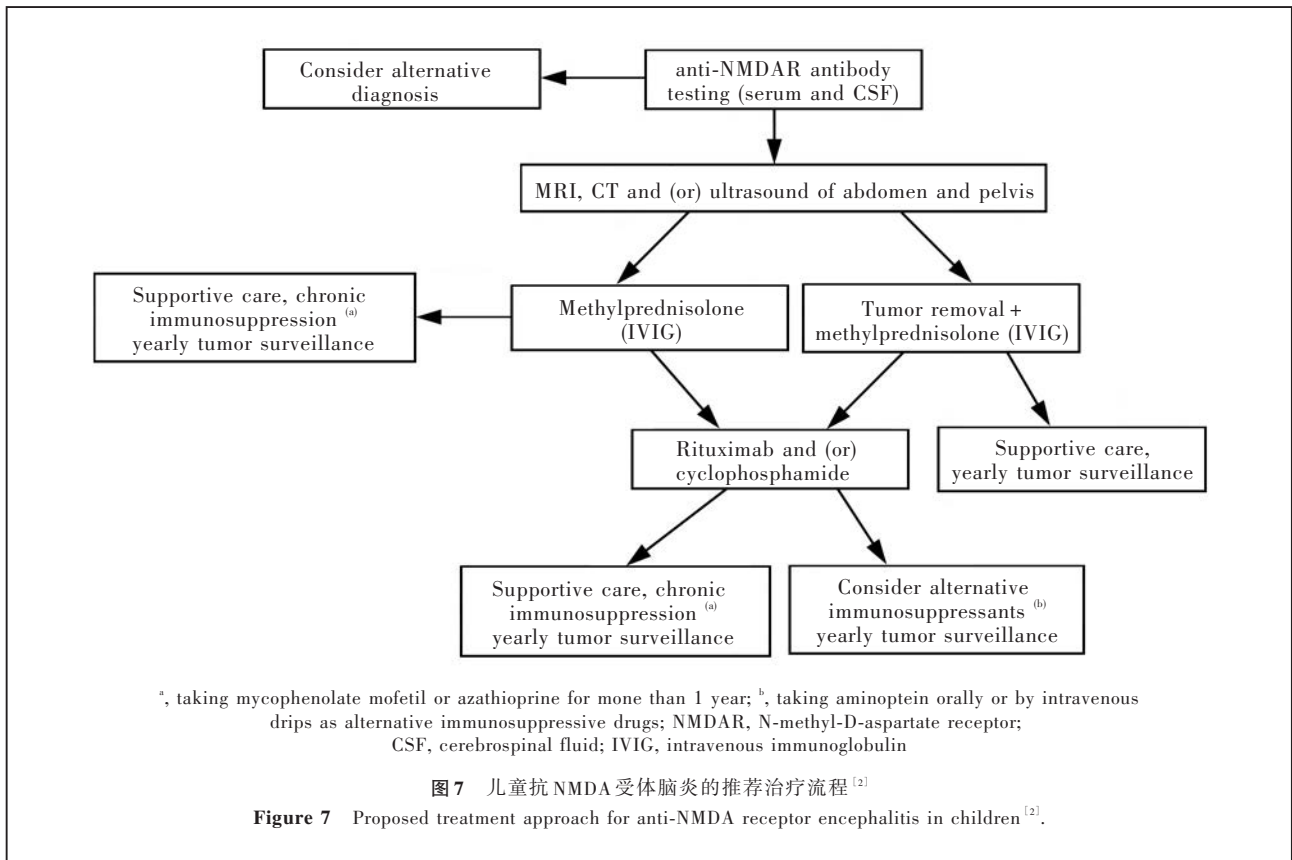 Consider alternative
diagnosis
anti-NMDAR antibody
testing (serum and CSF)
MRI, CT and (or) ultrasound of abdomen and pelvis
Supportive care, chronic
immunosuppression (a)
yearly tumor surveillance
Methylprednisolone
(IVIG)
Tumor removal +
methylprednisolone (IVIG)
Rituximab and (or)
cyclophosphamide
Supportive care,
yearly tumor surveillance
Supportive care, chronic
immunosuppression (a)
yearly tumor surveillance
Consider alternative
immunosuppressants (b)
yearly tumor surveillance
a, taking mycophenolate mofetil or azathioprine for mone than 1 year; b, taking aminoptein orally or by intravenous
drips as alternative immunosuppressive drugs; NMDAR, N-methyl-D-aspartate receptor;
CSF, cerebrospinal fluid; IVIG, intravenous immunoglobulin
图7 儿童抗NMDA受体脑炎的推荐治疗流程[2]
Figure 7 Proposed treatment approach for anti-NMDA receptor encephalitis in children[2].